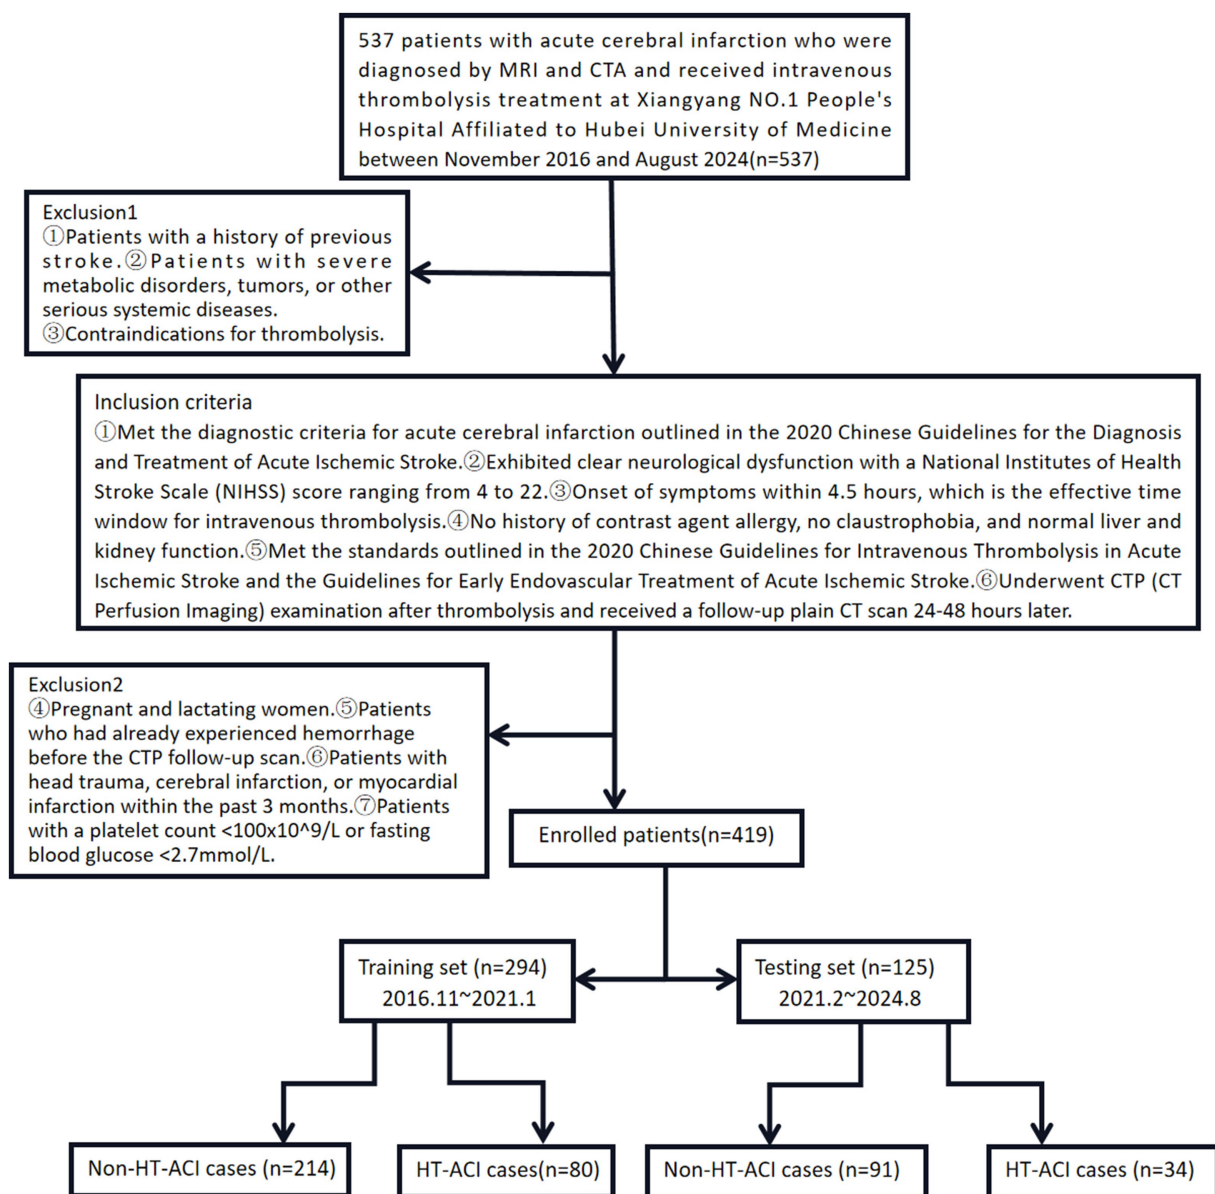 537 patients with acute cerebral infarction who were
diagnosed by MRI and CTA and received intravenous
thrombolysis treatment at Xiangyang NO.1 People's
Hospital Affiliated to Hubei University of Medicine
between November 2016 and August 2024(n=537)
Exclusion1
①Patients with a history of previous
stroke.②Patients with severe
metabolic disorders, tumors, or other
serious systemic diseases.
③Contraindications for thrombolysis.
Inclusion criteria
①Met the diagnostic criteria for acute cerebral infarction outlined in the 2020 Chinese Guidelines for the Diagnosis
and Treatment of Acute Ischemic Stroke.②Exhibited clear neurological dysfunction with a National Institutes of Health
Stroke Scale (NIHSS) score ranging from 4 to 22.③Onset of symptoms within 4.5 hours, which is the effective time
window for intravenous thrombolysis.④No history of contrast agent allergy, no claustrophobia, and normal liver and
kidney function.⑤Met the standards outlined in the 2020 Chinese Guidelines for Intravenous Thrombolysis in Acute
Ischemic Stroke and the Guidelines for Early Endovascular Treatment of Acute Ischemic Stroke.⑥Underwent CTP (CT
Perfusion Imaging) examination after thrombolysis and received a follow-up plain CT scan 24-48 hours later.
Exclusion2
④Pregnant and lactating women.⑤Patients
who had already experienced hemorrhage
before the CTP follow-up scan.⑥Patients with
head trauma, cerebral infarction, or myocardial
infarction within the past 3 months.⑦Patients
with a platelet count <100x10^9/L or fasting
blood glucose <2.7mmol/L.
Enrolled patients(n=419)
Training set (n=294)
2016.11~2021.1
Testing set (n=125)
2021.2~2024.8
Non-HT-ACI cases (n=214)
HT-ACI cases(n=80)
Non-HT-ACI cases (n=91)
HT-ACI cases (n=34)